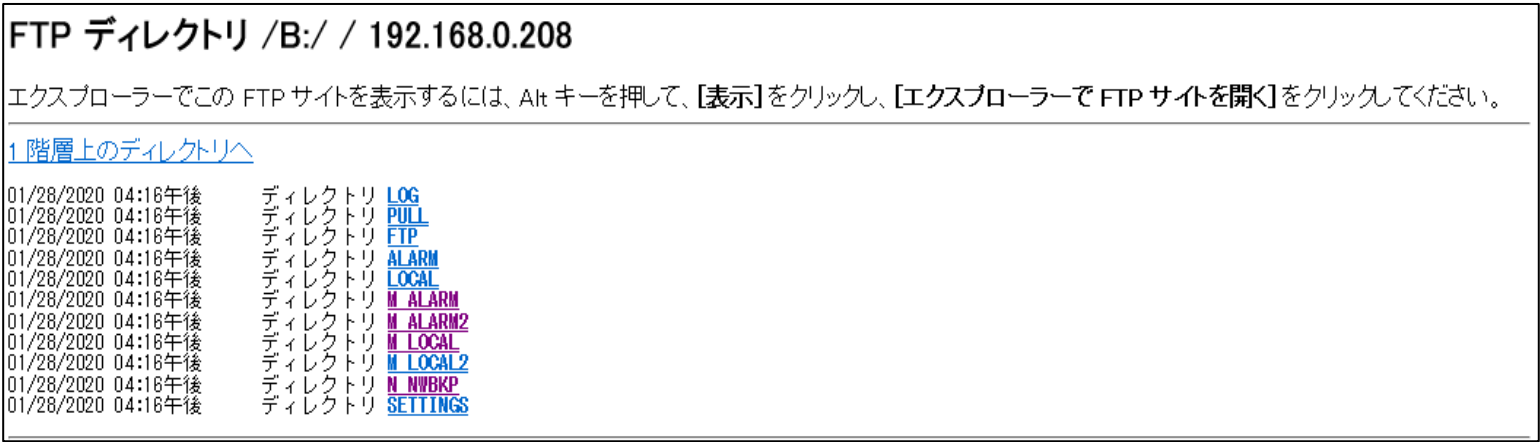 FTP ディレクトリ /B:/ / 192.168.0.208
エクスプローラーでこの FTP サイトを表示するには、Alt キーを押して、[表示] をクリックし、[エクスプローラーで FTP サイトを開く] をクリックしてください。
1 階層上のディレクトリへ
01/28/2020 04:16午後 ディレクトリ LOG
01/28/2020 04:16午後 ディレクトリ PULL
01/28/2020 04:16午後 ディレクトリ FTP
01/28/2020 04:16午後 ディレクトリ ALARM
01/28/2020 04:16午後 ディレクトリ LOCAL
01/28/2020 04:16午後 ディレクトリ M_ALARM
01/28/2020 04:16午後 ディレクトリ M_ALARM2
01/28/2020 04:16午後 ディレクトリ M_LOCAL
01/28/2020 04:16午後 ディレクトリ M_LOCAL2
01/28/2020 04:16午後 ディレクトリ N_NWBKP
01/28/2020 04:16午後 ディレクトリ SETTINGS